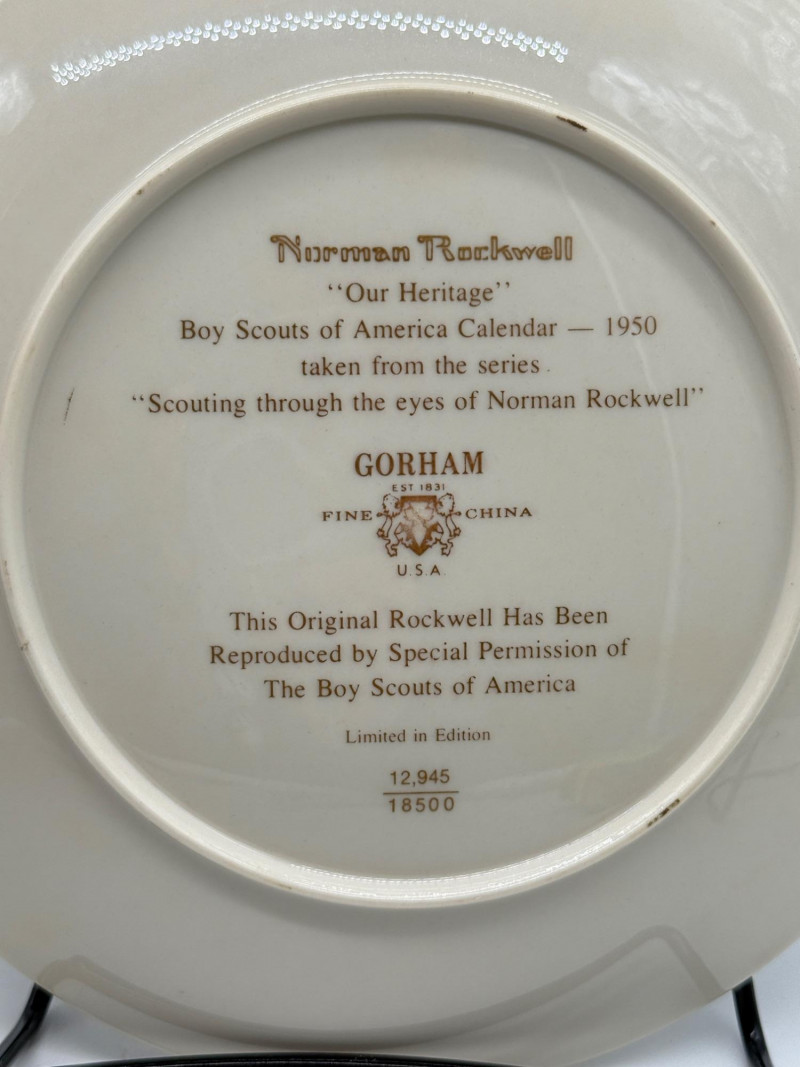 Norman Rockwell
“Our Heritage”
Boy Scouts of America Calendar — 1950
taken from the series
“Scouting through the eyes of Norman Rockwell”
GORHAM
EST 1831
FINE CHINA
U.S.A
This Original Rockwell Has Been
Reproduced by Special Permission of
The Boy Scouts of America
Limited in Edition
12,945
18500